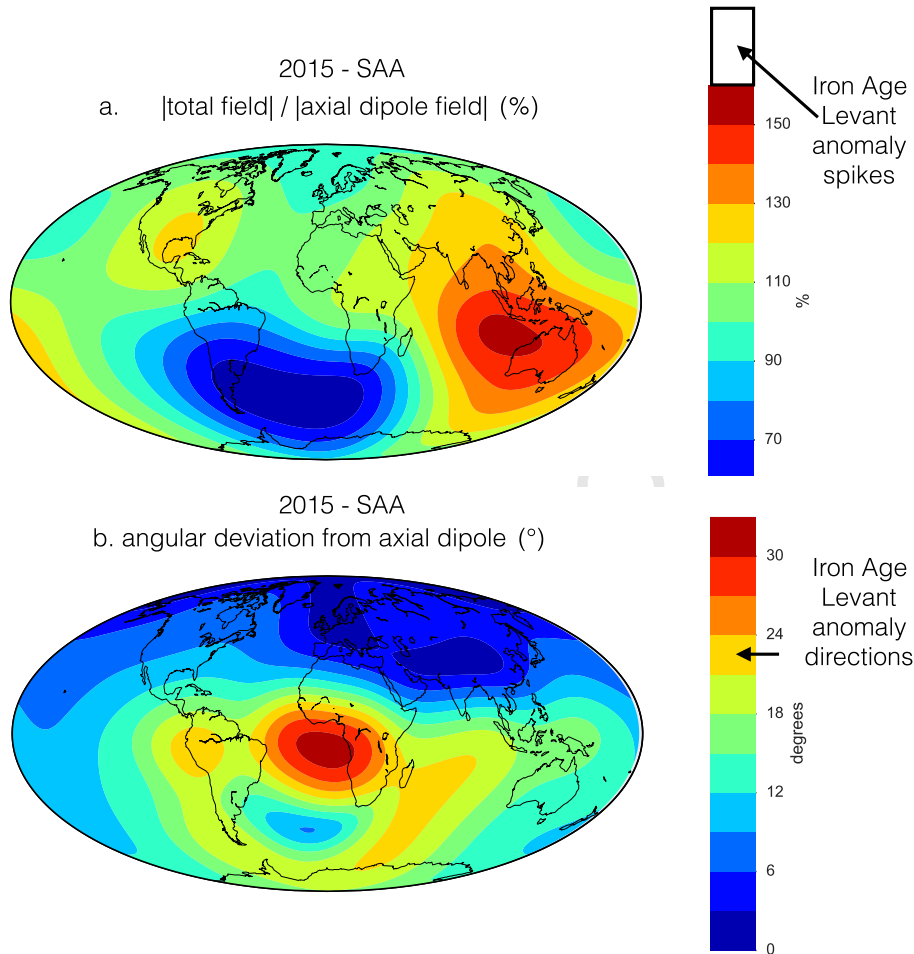 2015 - SAA
a. |total field| / |axial dipole field| (%)
Iron Age
Levant
anomaly
spikes
150
130
110
%
90
70
2015 - SAA
b. angular deviation from axial dipole (°)
Iron Age
Levant
anomaly
directions
30
24
18
degrees
12
6
0